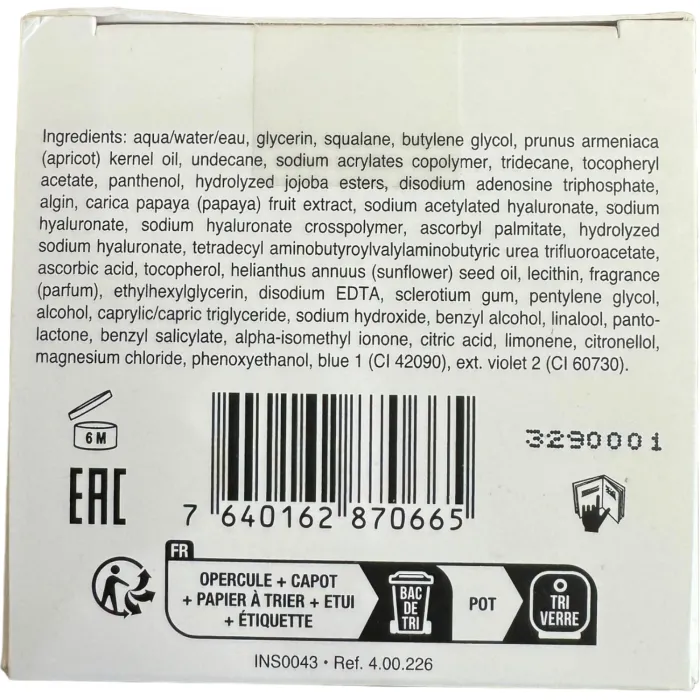 Ingredients: aqua/water/eau, glycerin, squalane, butylene glycol, prunus armeniaca
(apricot) kernel oil, undecane, sodium acrylates copolymer, tridecane, tocopheryl
acetate, panthenol, hydrolyzed jojoba esters, disodium adenosine triphosphate,
algin, carica papaya (papaya) fruit extract, sodium acetylated hyaluronate, sodium
hyaluronate, sodium hyaluronate crosspolymer, ascorbyl palmitate, hydrolyzed
sodium hyaluronate, tetradecyl aminobutyroylvalylaminobutyric urea trifluoroacetate,
ascorbic acid, tocopherol, helianthus annuus (sunflower) seed oil, lecithin, fragrance
(parfum), ethylhexylglycerin, disodium EDTA, sclerotium gum, pentylene glycol,
alcohol, caprylic/capric triglyceride, sodium hydroxide, benzyl alcohol, linalool, panto-
lactone, benzyl salicylate, alpha-isomethyl ionone, citric acid, limonene, citronellol,
magnesium chloride, phenoxyethanol, blue 1 (CI 42090), ext. violet 2 (CI 60730).
6 M
3290001
EAC
7 640162 870665
FR
OPERCULE + CAPOT
+ PAPIER À TRIER + ETUI
+ ÉTIQUETTE
BAC
DE
TRI
POT
TRI
VERRE
INS0043 • Ref. 4.00.226